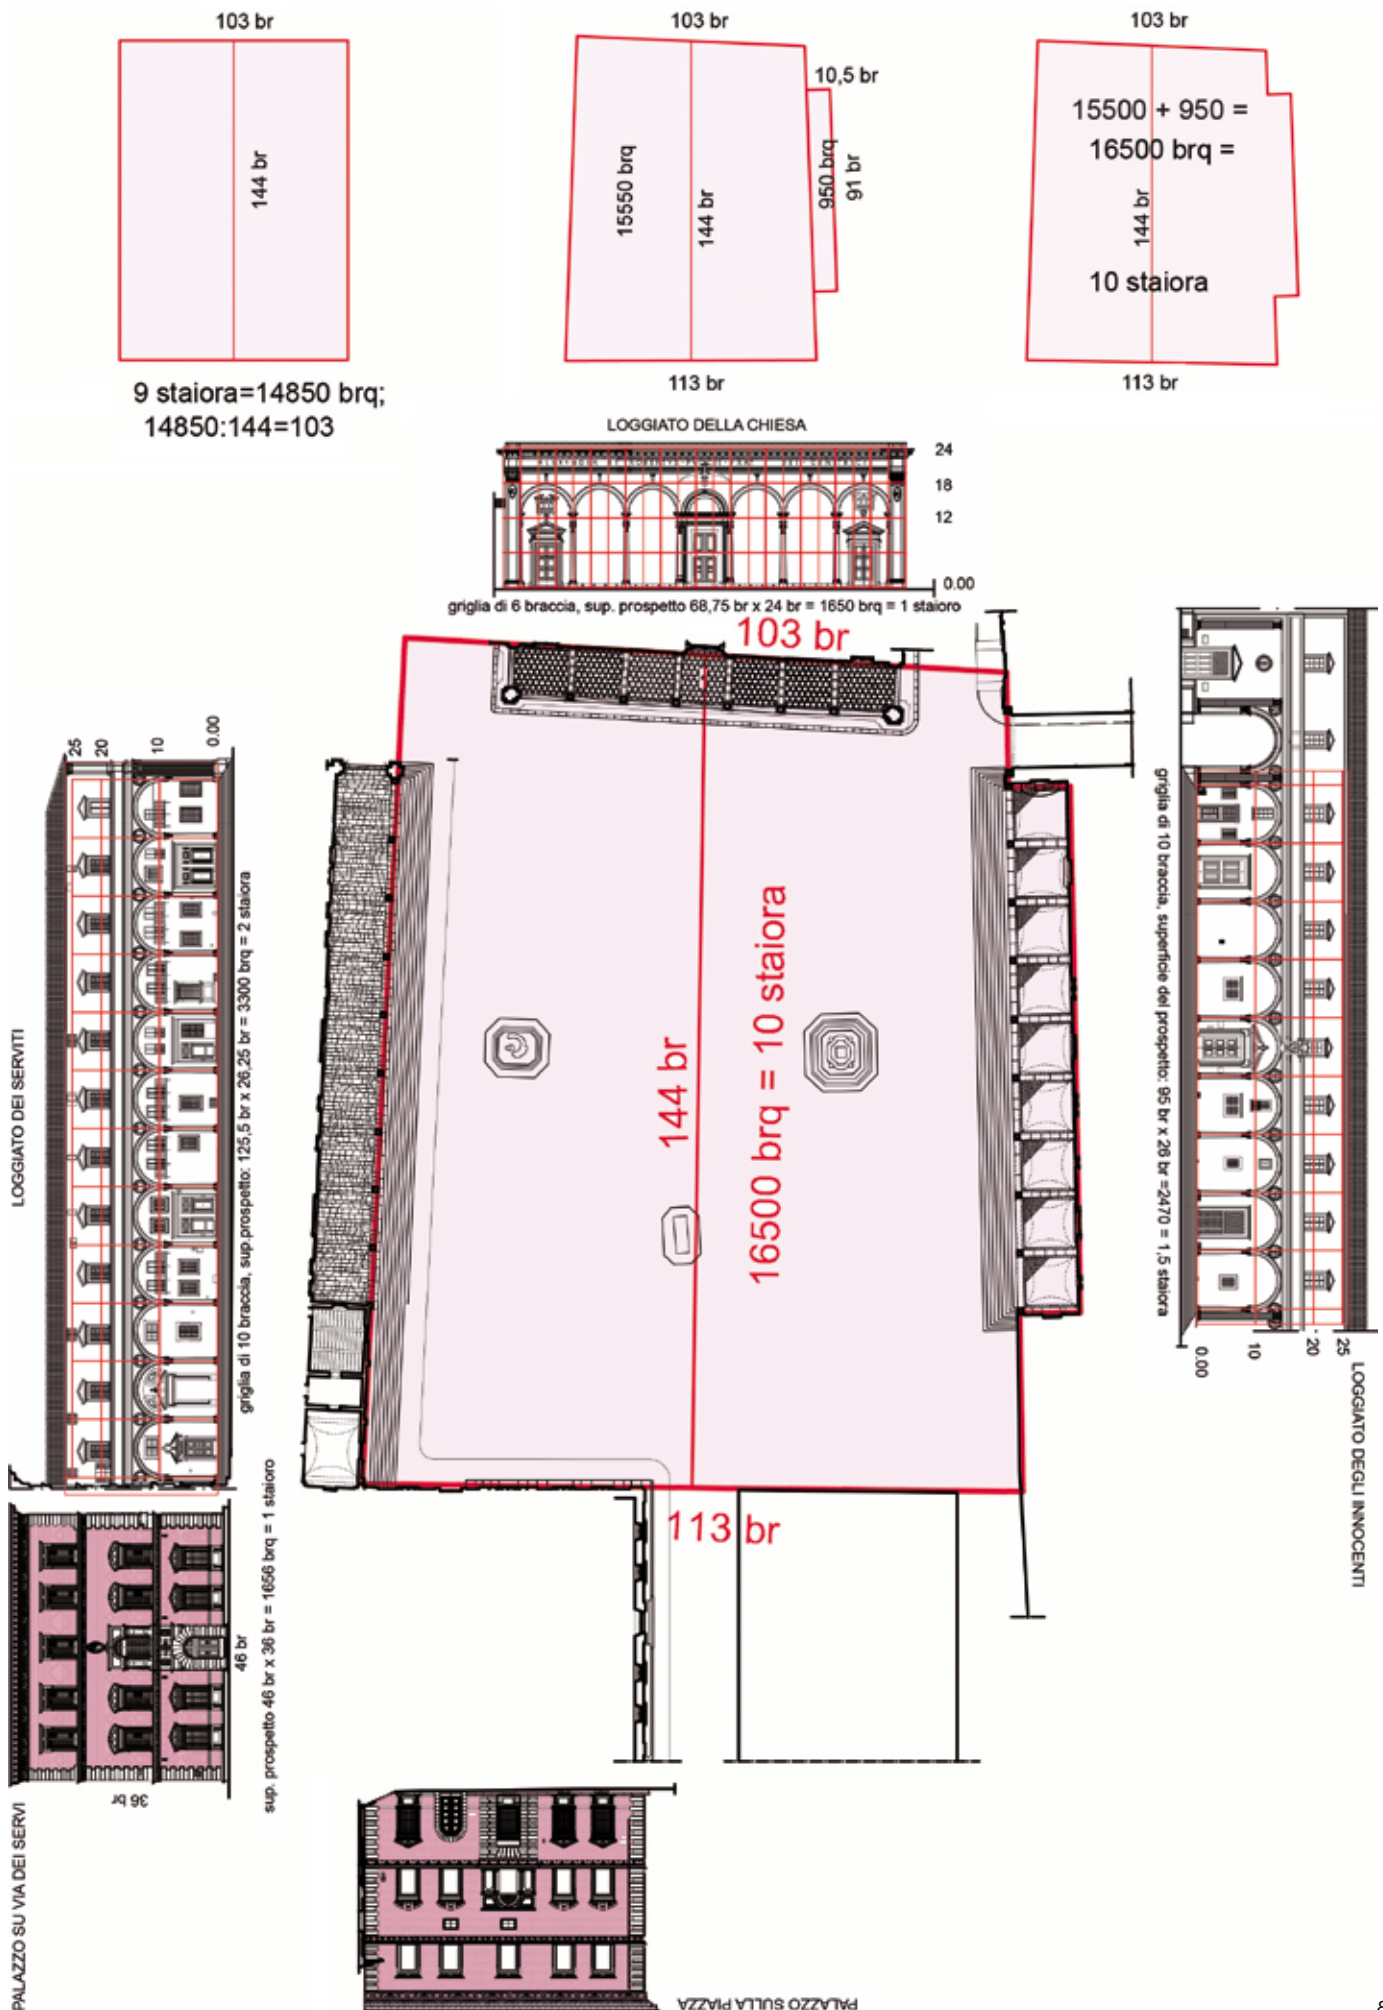 103 br
144 br
9 staiora=14850 brq;
14850:144=103
103 br
10,5 br
15550 brq
144 br
950 brq
91 br
113 br
103 br
15500 + 950 =
16500 brq =
144 br
10 staiora
113 br
LOGGIATO DELLA CHIESA
24
18
12
0.00
griglia di 6 braccia, sup. prospetto 68,75 br x 24 br = 1650 brq = 1 staioro
103 br
144 br
16500 brq = 10 staiora
113 br
LOGGIATO DEI SERVITI
25
20
10
0.00
griglia di 10 braccia, sup.prospetto: 125,5 br x 26,25 br = 3300 brq = 2 staiora
griglia di 10 braccia, superficie del prospetto: 95 br x 26 br =2470 = 1,5 staiora
0.00
10
20
25
LOGGIATO DEGLI INNOCENTI
PALAZZO SU VIA DEI SERVI
46 br
36 br
sup. prospetto 46 br x 36 br = 1656 brq = 1 staioro
PALAZZO SULLA PIAZZA